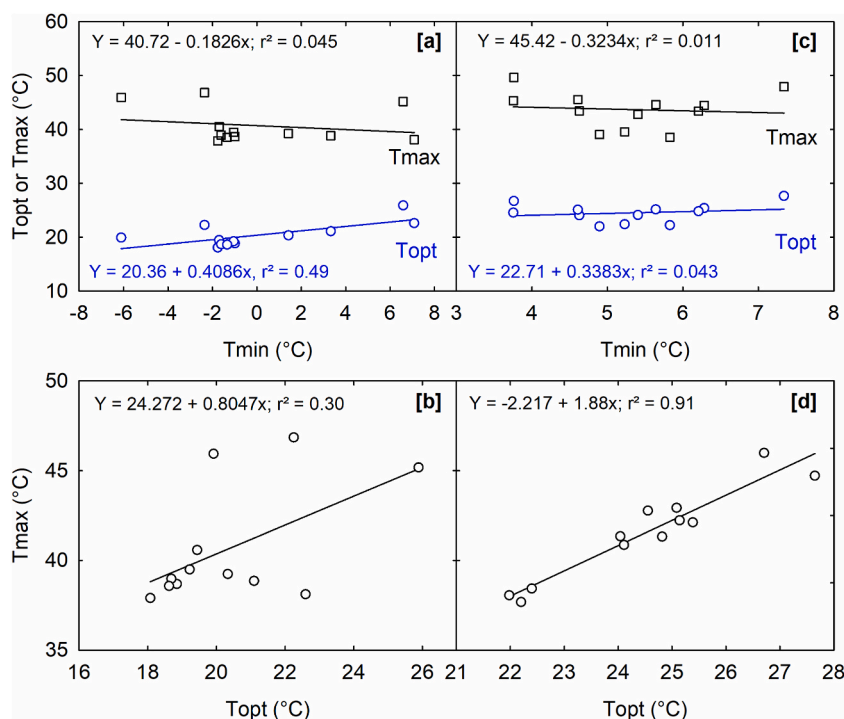 Y = 40.72 - 0.1826x; r² = 0.045
[a]
Y = 45.42 - 0.3234x; r² = 0.011
[c]
60
50
40
30
20
10
Topt or Tmax (°C)
Tmax
Topt
Y = 20.36 + 0.4086x, r² = 0.49
Tmax
Topt
Y = 22.71 + 0.3383x; r² = 0.043
-8 -6 -4 -2 0 2 4 6 8
3 4 5 6 7 8
Tmin (°C)
Tmin (°C)
50
45
40
35
Tmax (°C)
Y = 24.272 + 0.8047x; r² = 0.30
[b]
Y = -2.217 + 1.88x; r² = 0.91
[d]
16 18 20 22 24 26
21 22 23 24 25 26 27 28
Topt (°C)
Topt (°C)